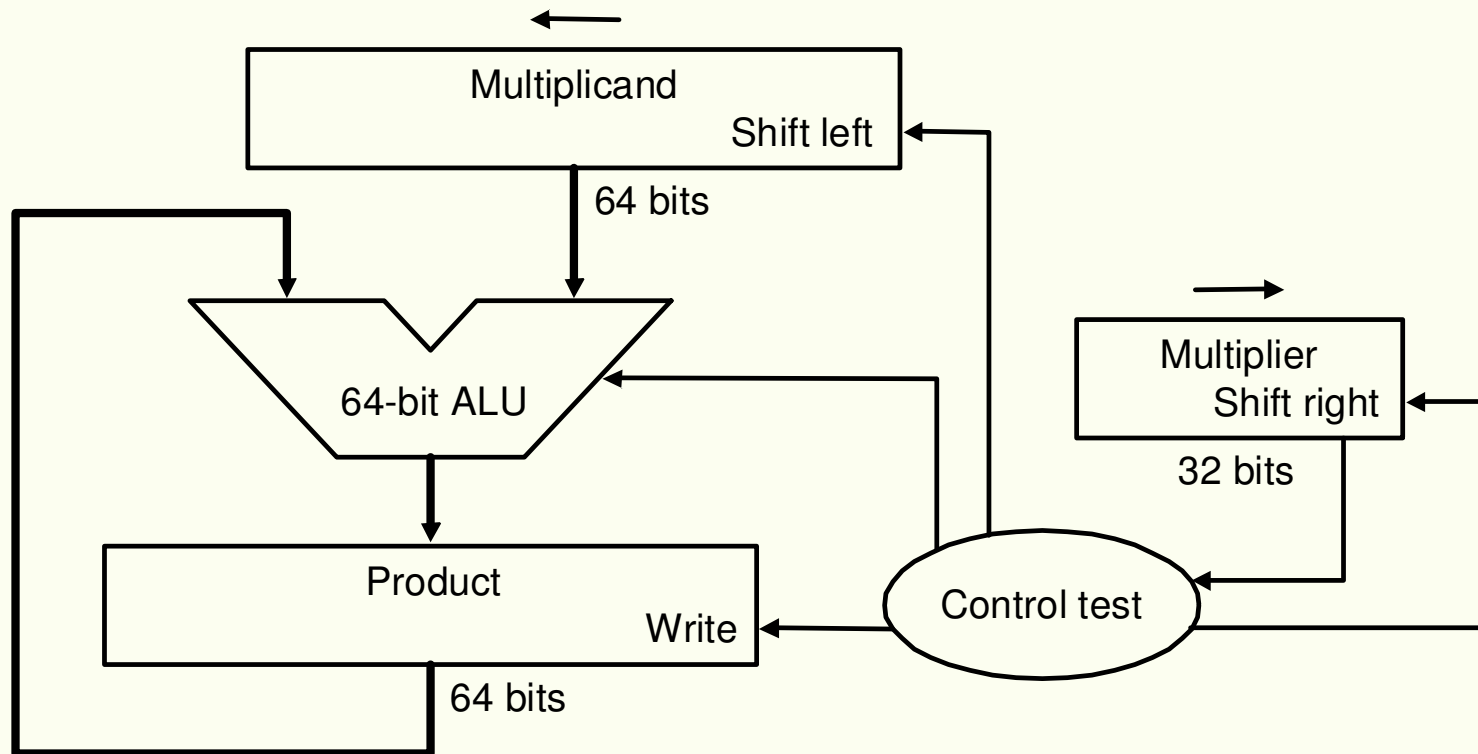 Multiplicand
Shift left
64 bits
64-bit ALU
Multiplier
Shift right
32 bits
Product
Write
Control test
64 bits